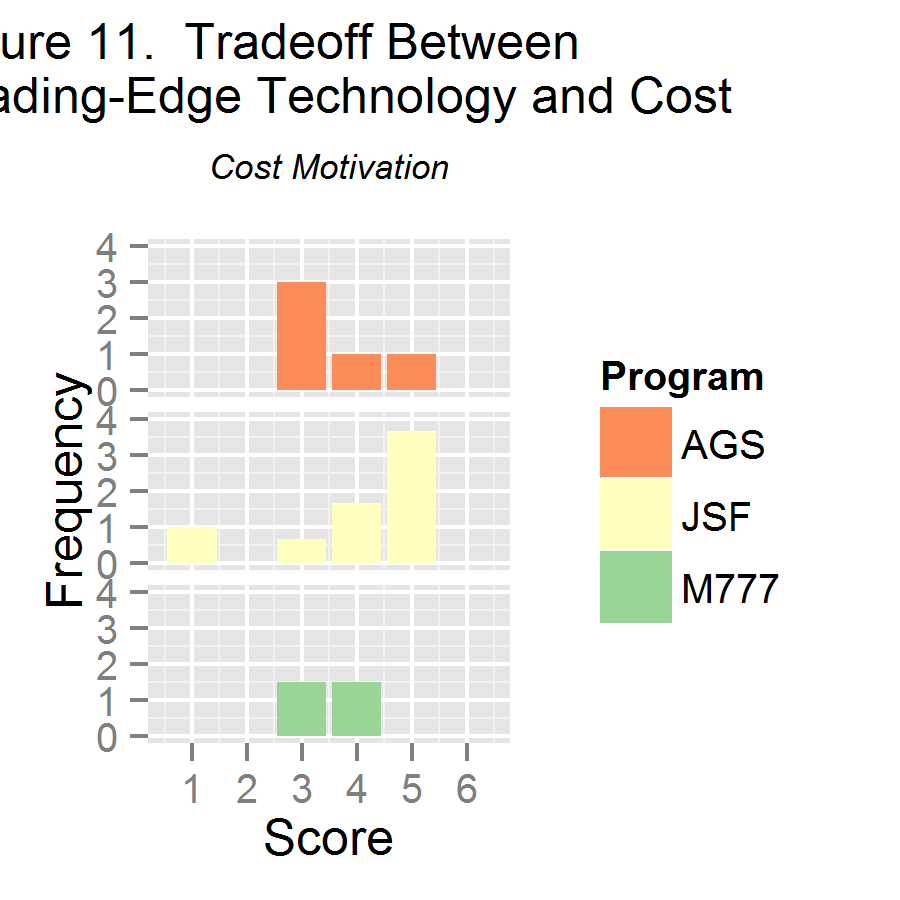 ure 11.  Tradeoff Between
ading-Edge Technology and Cost
Cost Motivation
Frequency
4
3
2
1
0
4
3
2
1
0
4
3
2
1
0
1 2 3 4 5 6
Score
Program
AGS
JSF
M777